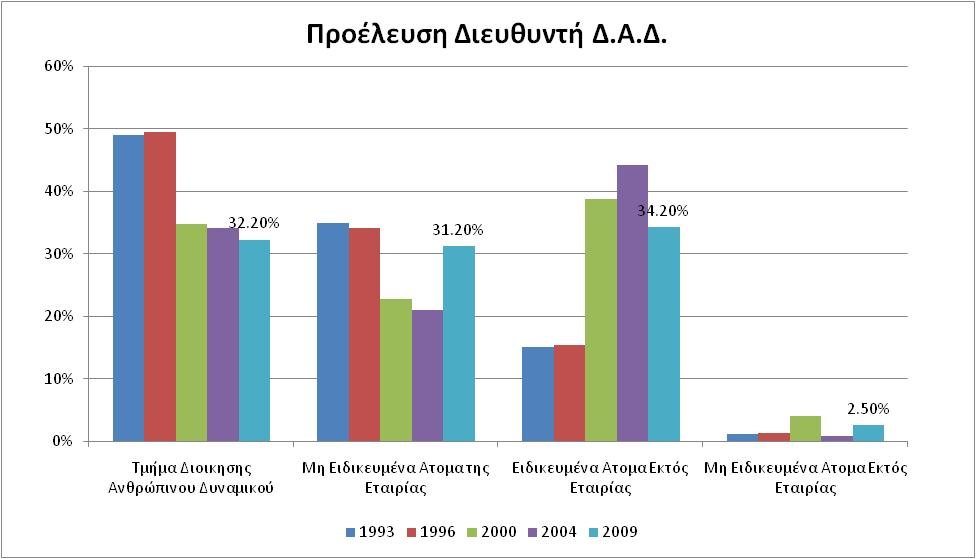 Προέλευση Διευθυντή Δ.Α.Δ.
60%
50%
40%
30%
20%
10%
0%
32.20%
31.20%
34.20%
2.50%
Τμήμα Διοικησης
Ανθρώπινου Δυναμικού
Μη Ειδικευμένα Ατομα της
Εταιρίας
Ειδικευμένα Ατομα Εκτός
Εταιρίας
Μη Ειδικευμένα Ατομα Εκτός
Εταιρίας
1993 1996 2000 2004 2009